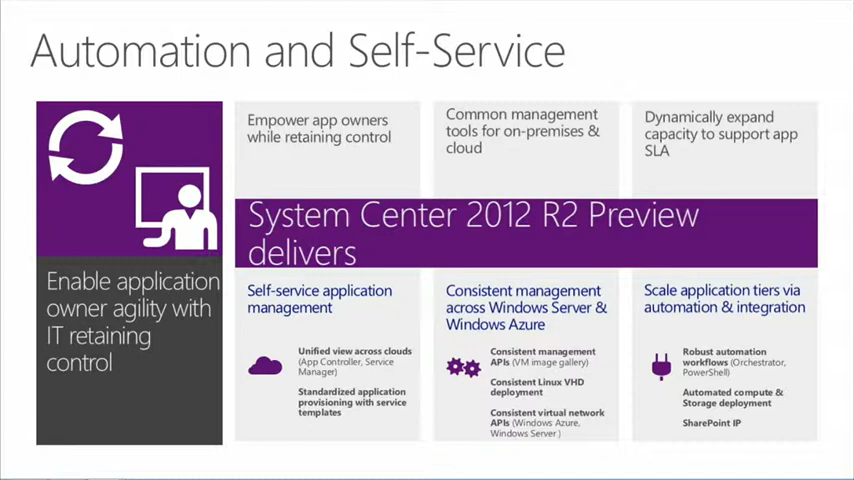 Automation and Self-Service
Enable application
owner agility with
IT retaining
control
Empower app owners
while retaining control
Common management
tools for on-premises &
cloud
Dynamically expand
capacity to support app
SLA
System Center 2012 R2 Preview
delivers
Self-service application
management
Unified view across clouds
(App Controller, Service
Manager)
Standardized application
provisioning with service
templates
Consistent management
across Windows Server &
Windows Azure
Consistent management
APIs (VM image gallery)
Consistent Linux VHD
deployment
Consistent virtual network
APIs (Windows Azure,
Windows Server )
Scale application tiers via
automation & integration
Robust automation
workflows (Orchestrator,
PowerShell)
Automated compute &
Storage deployment
SharePoint IP